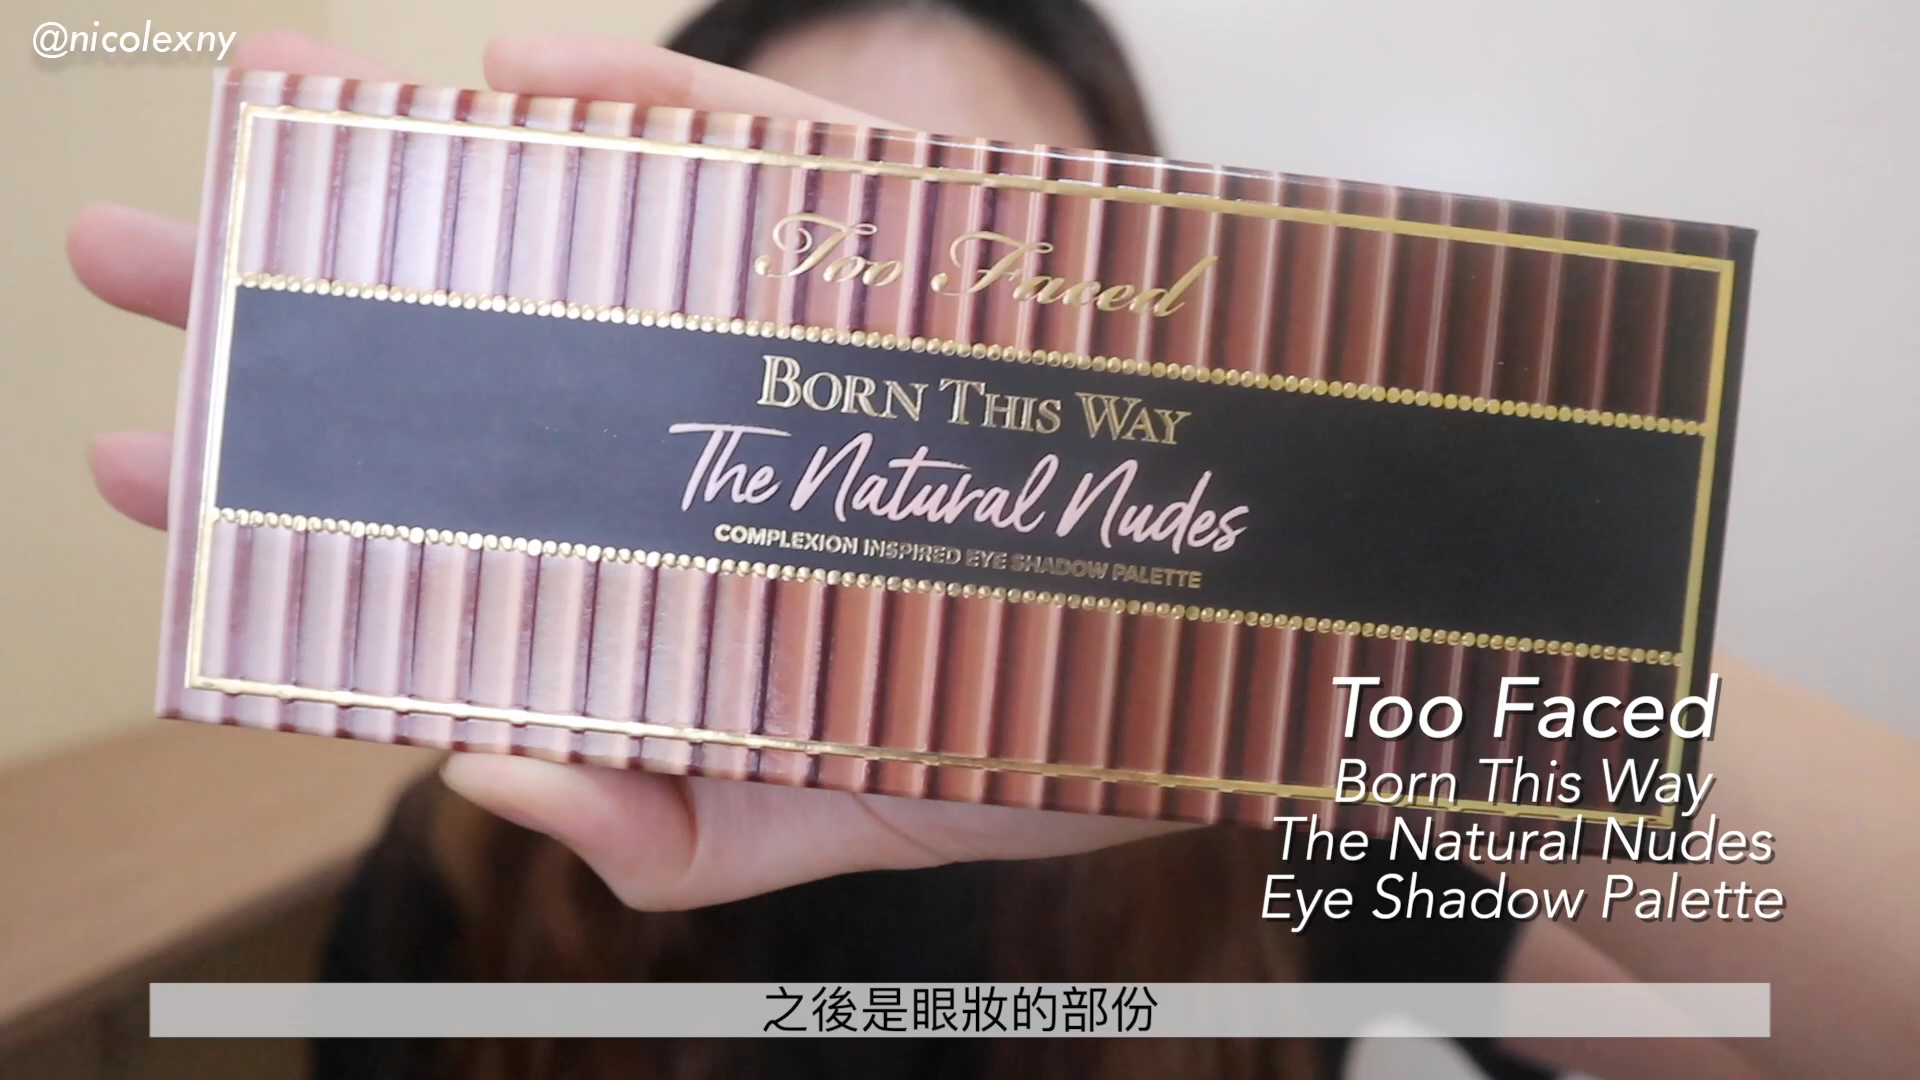 @nicolexny
Too Faced
BORN THIS WAY
The Natural Nudes
COMPLEXION INSPIRED EYE SHADOW PALETTE
Too Faced
Born This Way
The Natural Nudes
Eye Shadow Palette
之後是眼妝的部份